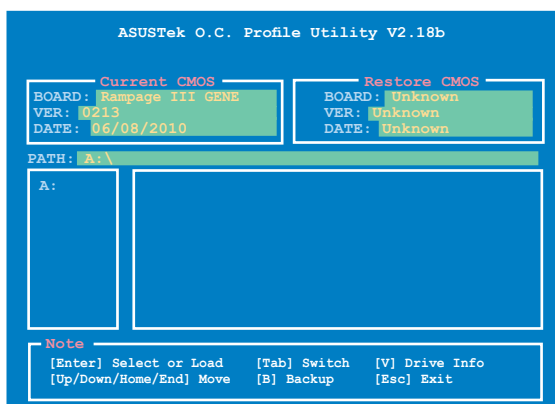 ASUSTek O.C. Profile Utility V2.18b
Current CMOS
BOARD: Rampage III GENE
VER: 0213
DATE: 06/08/2010
Restore CMOS
BOARD: Unknown
VER: Unknown
DATE: Unknown
PATH: A:\
A:
Note
[Enter] Select or Load [Tab] Switch [V] Drive Info
[Up/Down/Home/End] Move [B] Backup [Esc] Exit